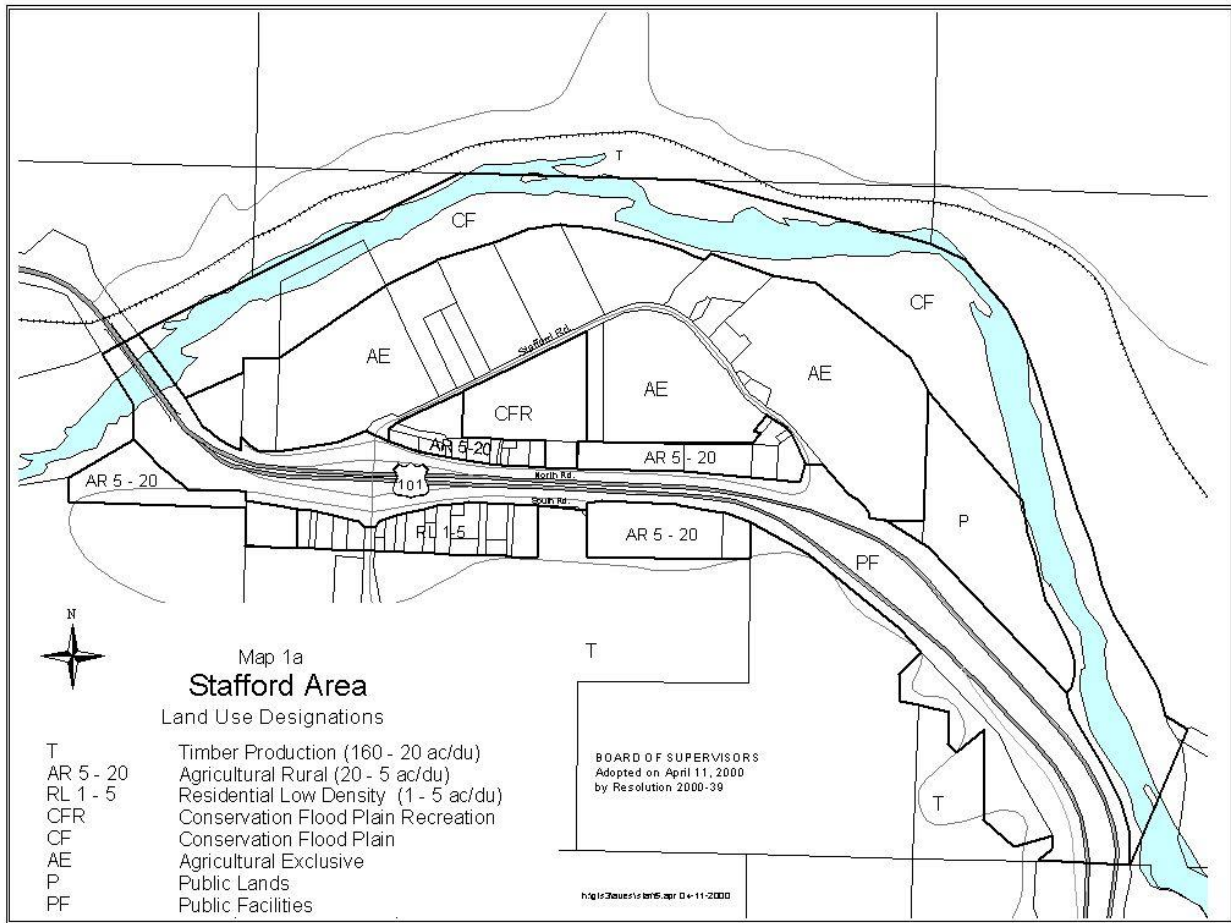 T
CF
CF
Stafford Rd.
AE
AE
AE
CFR
AR 5-20
AR 5 - 20
North Rd.
AR 5 - 20
101
South Rd.
RL 1-5
AR 5 - 20
P
PF
N
T
Map 1a
Stafford Area
Land Use Designations
T Timber Production (160 - 20 ac/du)
AR 5 - 20 Agricultural Rural (20 - 5 ac/du)
RL 1 - 5 Residential Low Density (1 - 5 ac/du)
CFR Conservation Flood Plain Recreation
CF Conservation Flood Plain
AE Agricultural Exclusive
P Public Lands
PF Public Facilities
BOARD OF SUPERVISORS
Adopted on April 11, 2000
by Resolution 2000-39
T
04-11-2000